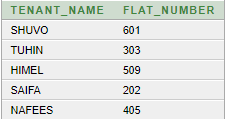 TENANT_NAME FLAT_NUMBER
SHUVO 601
TUHIN 303
HIMEL 509
SAIFA 202
NAFEES 405